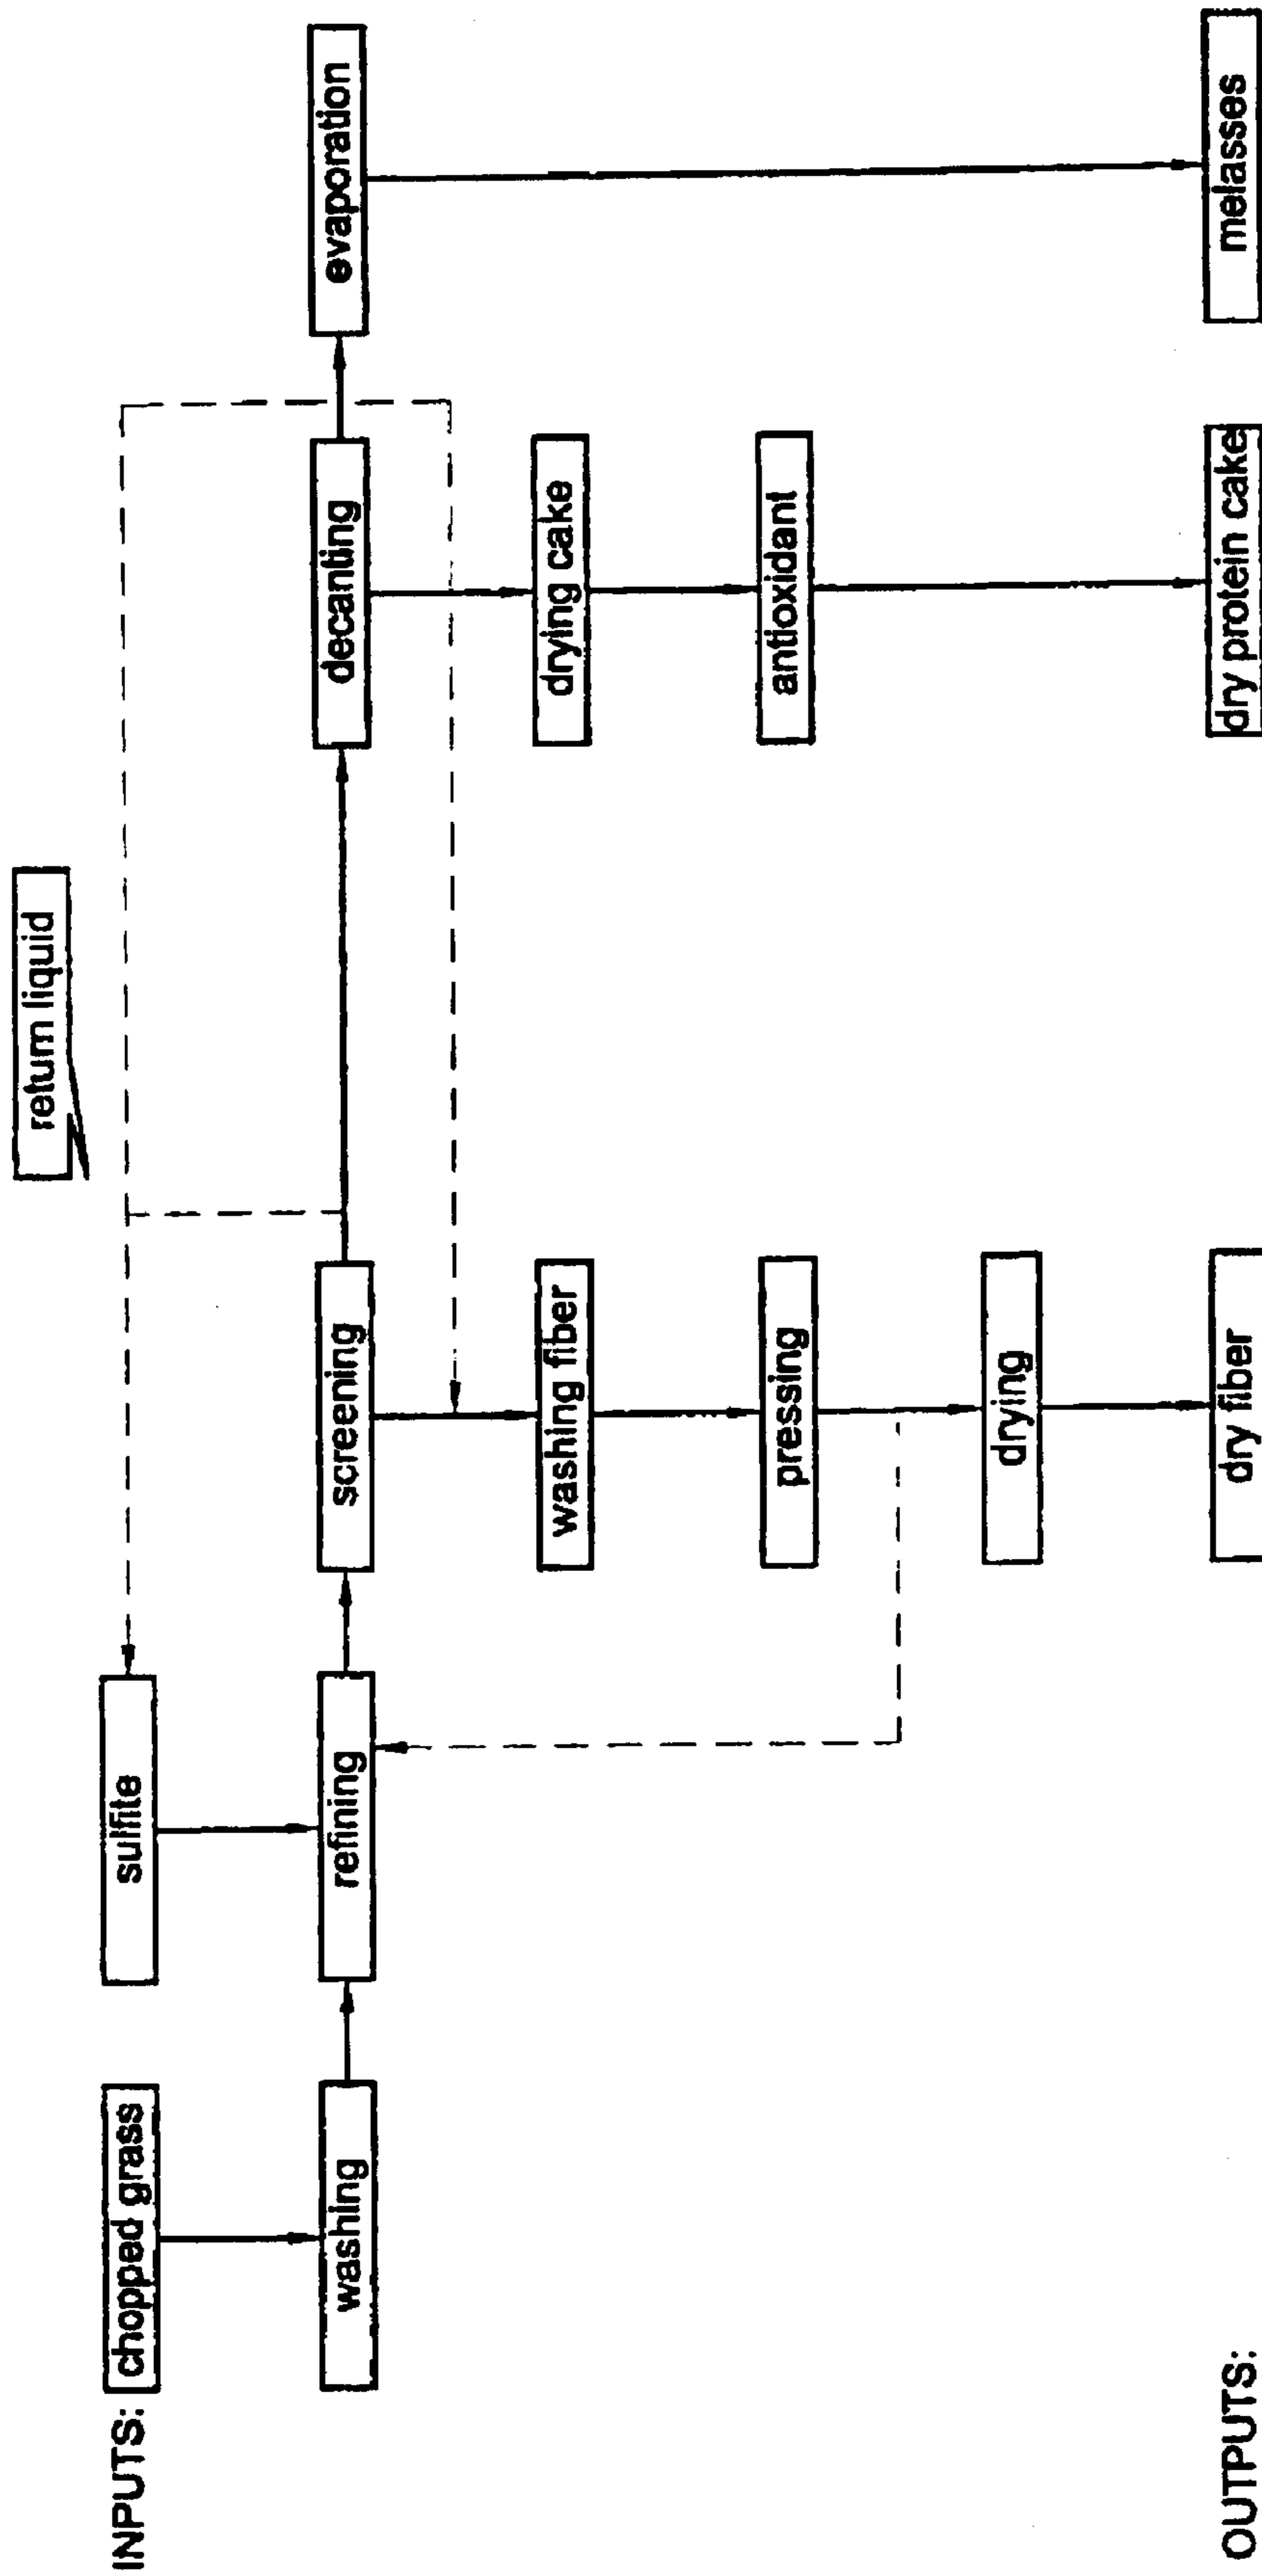 return liquid
INPUTS:
chopped grass
sulfite
washing
refining
screening
decanting
evaporation
washing fiber
drying cake
pressing
antioxidant
drying
OUTPUTS:
dry fiber
dry protein cake
melasses